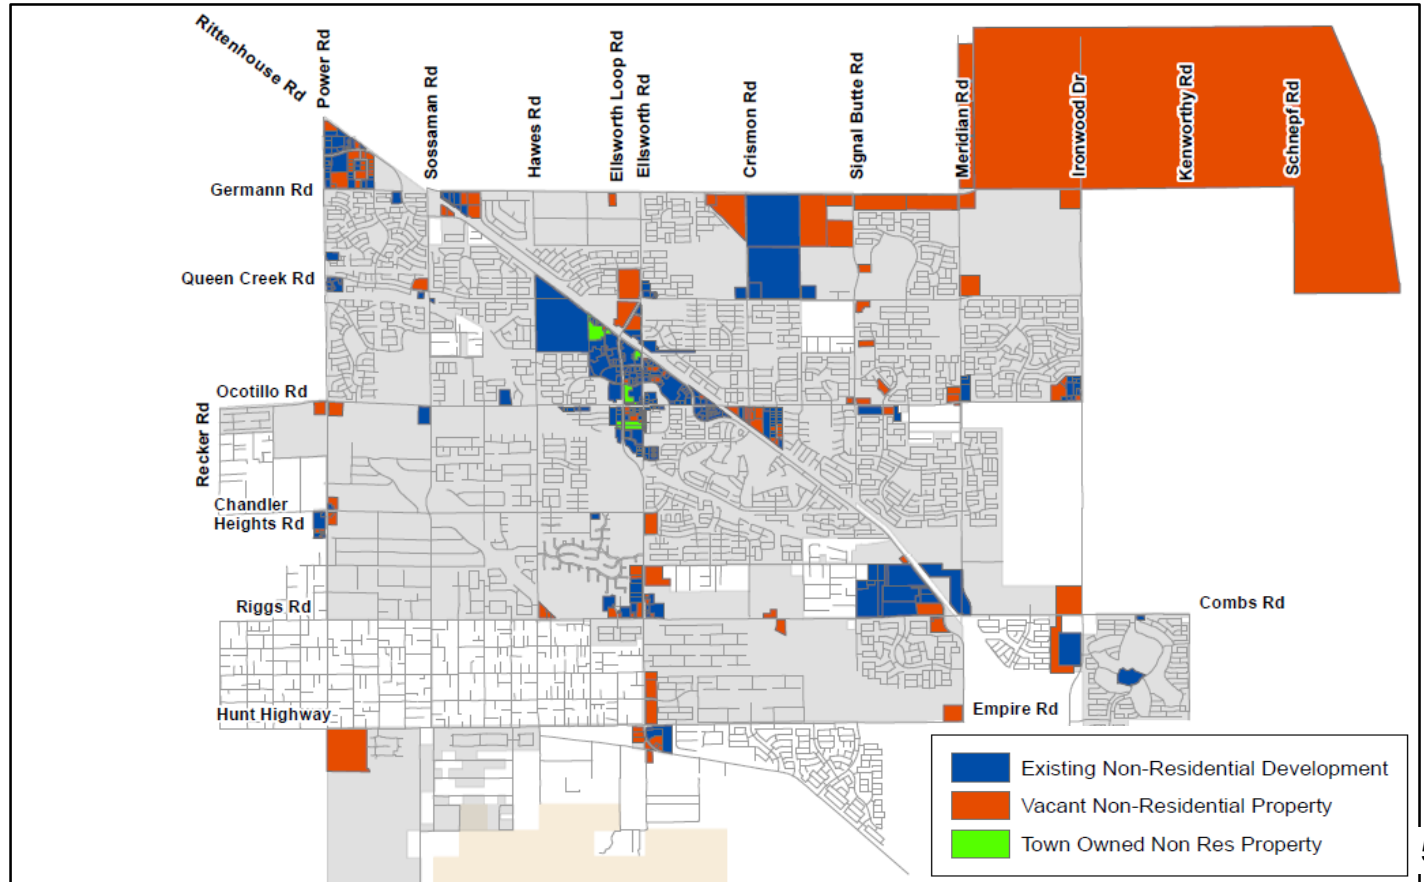 Rittenhouse Rd
Power Rd
Sossaman Rd
Hawes Rd
Ellsworth Loop Rd
Ellsworth Rd
Crismon Rd
Signal Butte Rd
Meridian Rd
Ironwood Dr
Kenworthy Rd
Schnepf Rd
Germann Rd
Queen Creek Rd
Ocotillo Rd
Recker Rd
Chandler
Heights Rd
Riggs Rd
Combs Rd
Hunt Highway
Empire Rd
Existing Non-Residential Development
Vacant Non-Residential Property
Town Owned Non Res Property